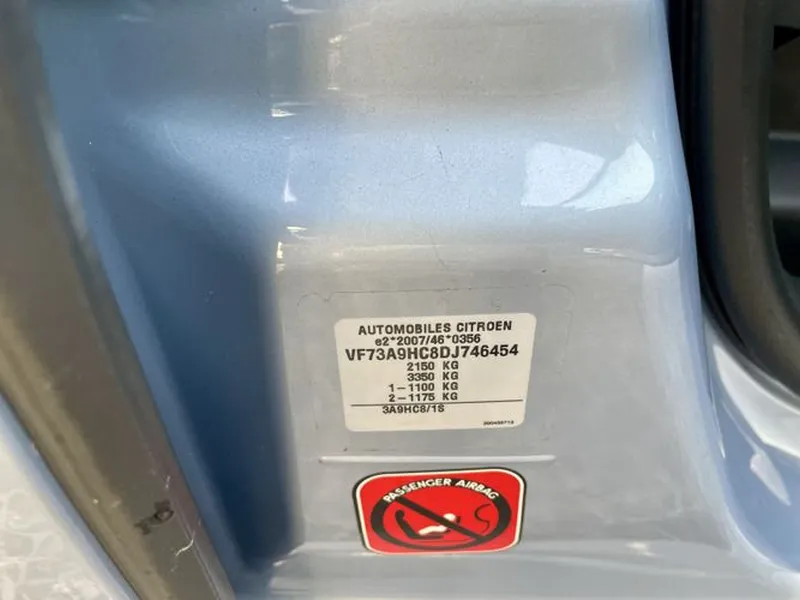 AUTOMOBILES CITROEN
e2*2007/46*0356
VF73A9HC8DJ746454
2150 KG
3350 KG
1-1100 KG
2-1175 KG
3A9HC8/1S
PASSENGER AIRBAG